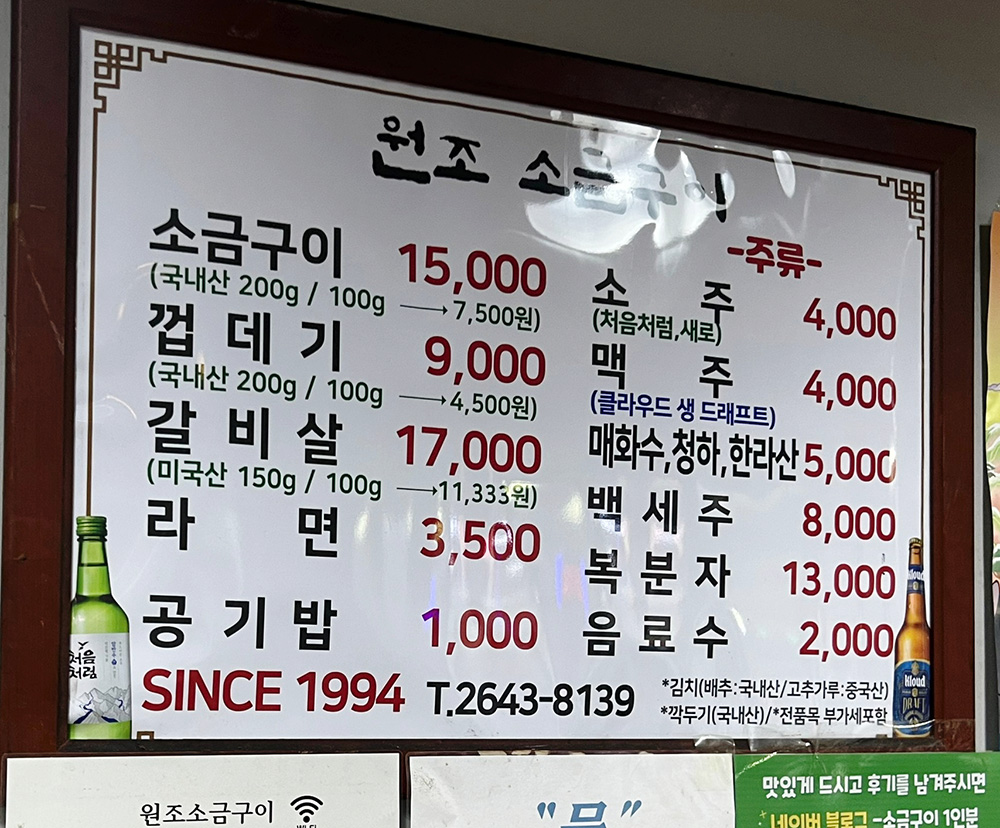 원조 소금구이
소금구이 15,000
(국내산 200g / 100g → 7,500원)
껍데기 9,000
(국내산 200g / 100g → 4,500원)
갈비살 17,000
(미국산 150g / 100g → 11,333원)
라면 3,500
공기밥 1,000
SINCE 1994 T.2643-8139
-주류-
소주 4,000
(처음처럼,새로)
맥주 4,000
(클라우드 생 드래프트)
매화수,청하,한라산 5,000
백세주 8,000
복분자 13,000
음료수 2,000
*김치(배추:국내산/고추가루:중국산)
*깍두기(국내산)/*전품목 부가세포함
처음
처럼
Kloud
Kloud
DRAFT
원조소금구이
Wi-Fi
"문"
맛있게 드시고 후기를 남겨주시면
네이버 블로그 -소금구이 1인분